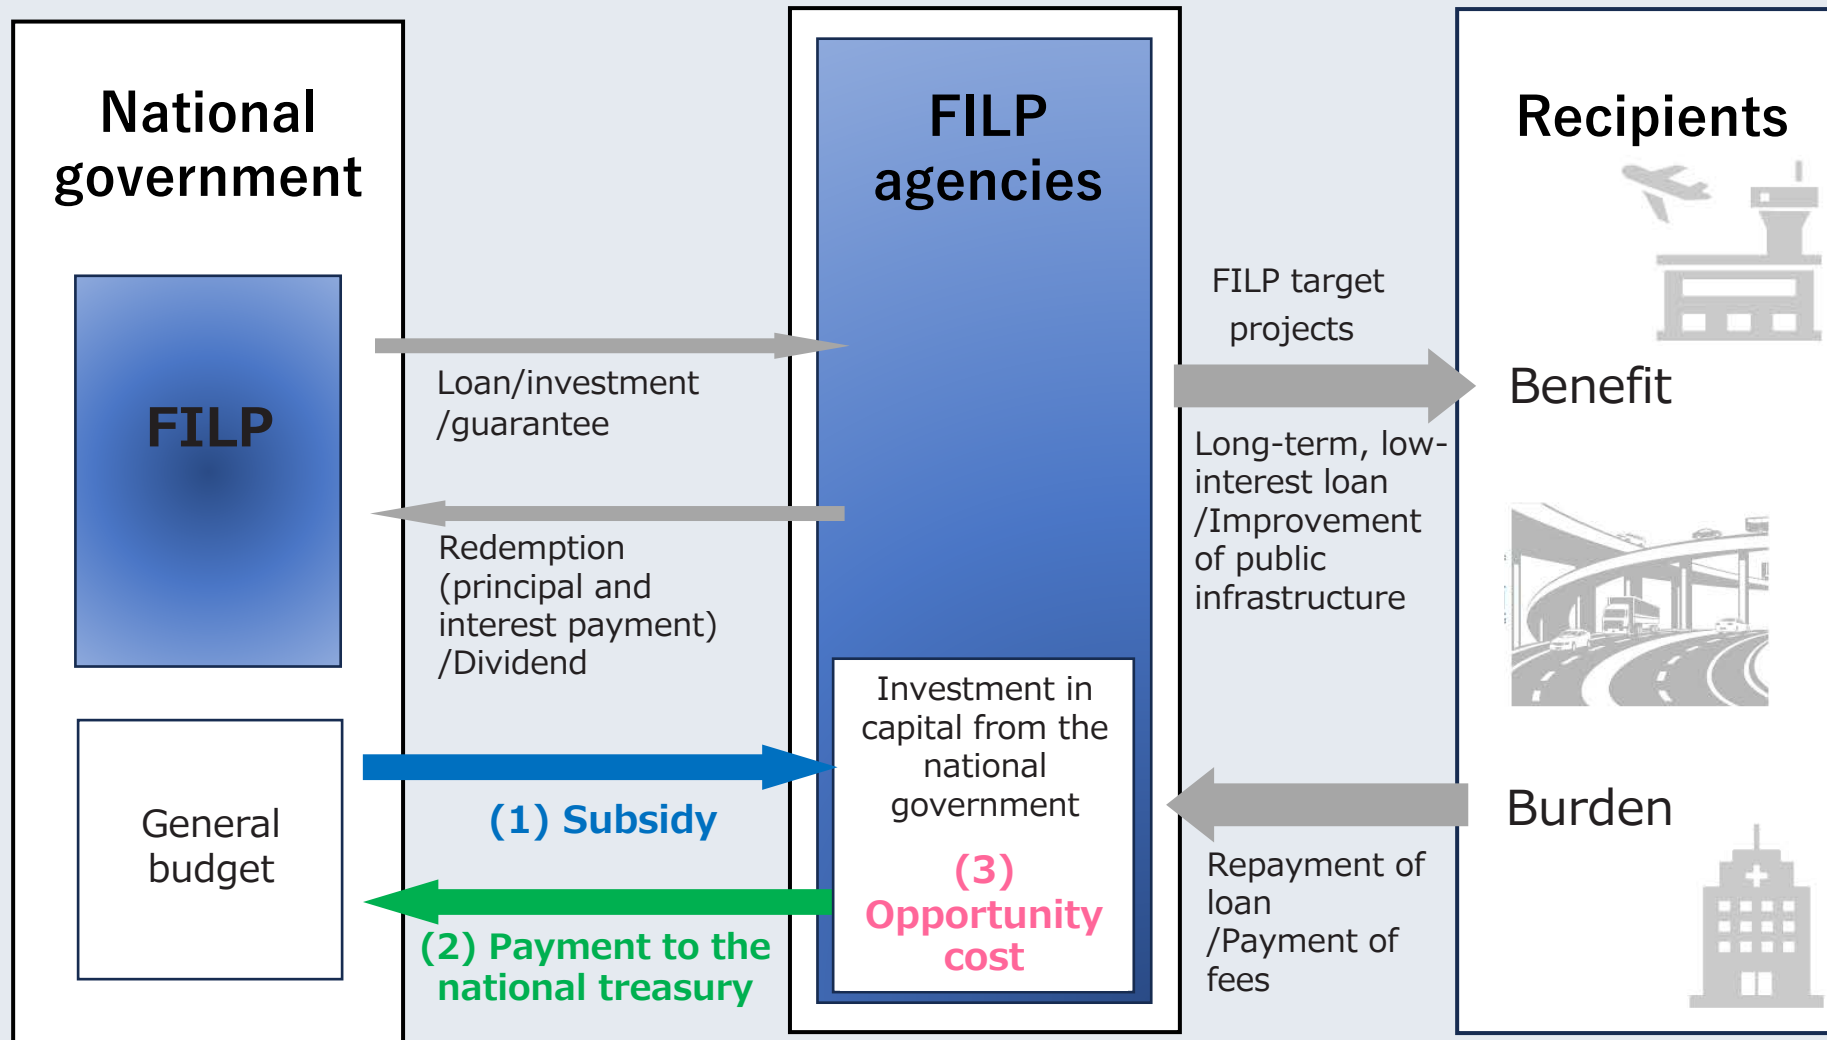 National
government
FILP
General
budget
Loan/investment
/guarantee
Redemption
(principal and
interest payment)
/Dividend
(1) Subsidy
(2) Payment to the
national treasury
FILP
agencies
Investment in
capital from the
national
government
(3)
Opportunity
cost
FILP target
projects
Long-term, low-
interest loan
/Improvement
of public
infrastructure
Repayment of
loan
/Payment of
fees
Recipients
Benefit
Burden